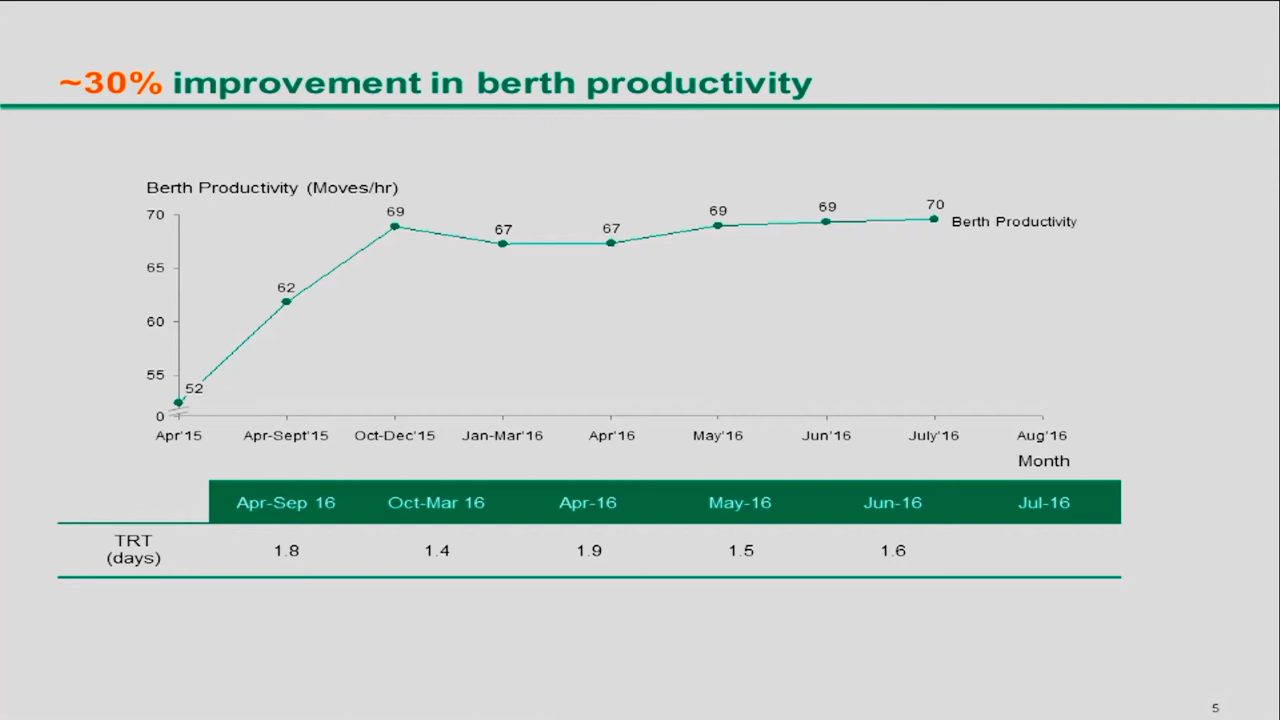 ~30% improvement in berth productivity
Berth Productivity (Moves/hr)
70
65
60
55
0
52
62
69
67
67
69
69
70
Berth Productivity
Apr'15 Apr-Sept'15 Oct-Dec'15 Jan-Mar'16 Apr'16 May'16 Jun'16 July'16 Aug'16
Month
Apr-Sep 16 Oct-Mar 16 Apr-16 May-16 Jun-16 Jul-16
TRT
(days)
1.8 1.4 1.9 1.5 1.6
5